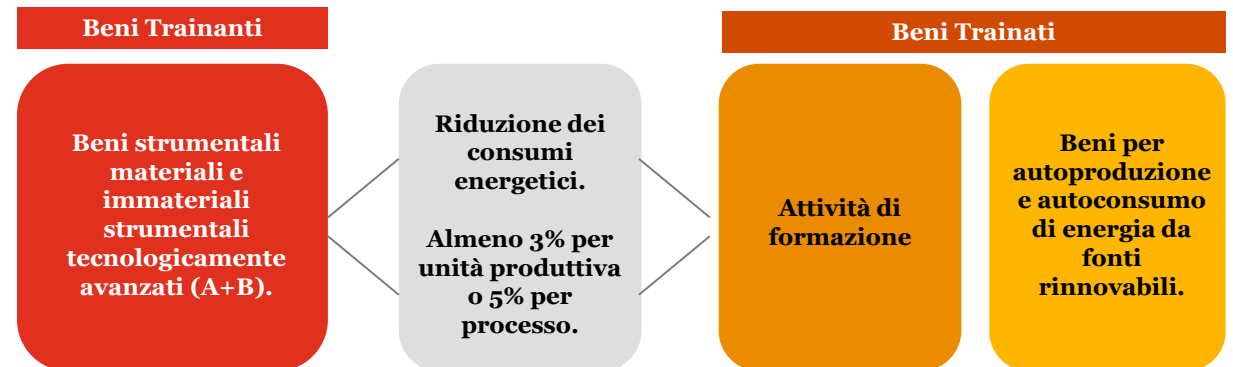 Beni Trainanti
Beni strumentali
materiali e
immateriali
strumentali
tecnologicamente
avanzati (A+B).
Riduzione dei
consumi
energetici.
Almeno 3% per
unità produttiva
o 5% per
processo.
Beni Trainati
Attività di
formazione
Beni per
autoproduzione
e autoconsumo
di energia da
fonti
rinnovabili.